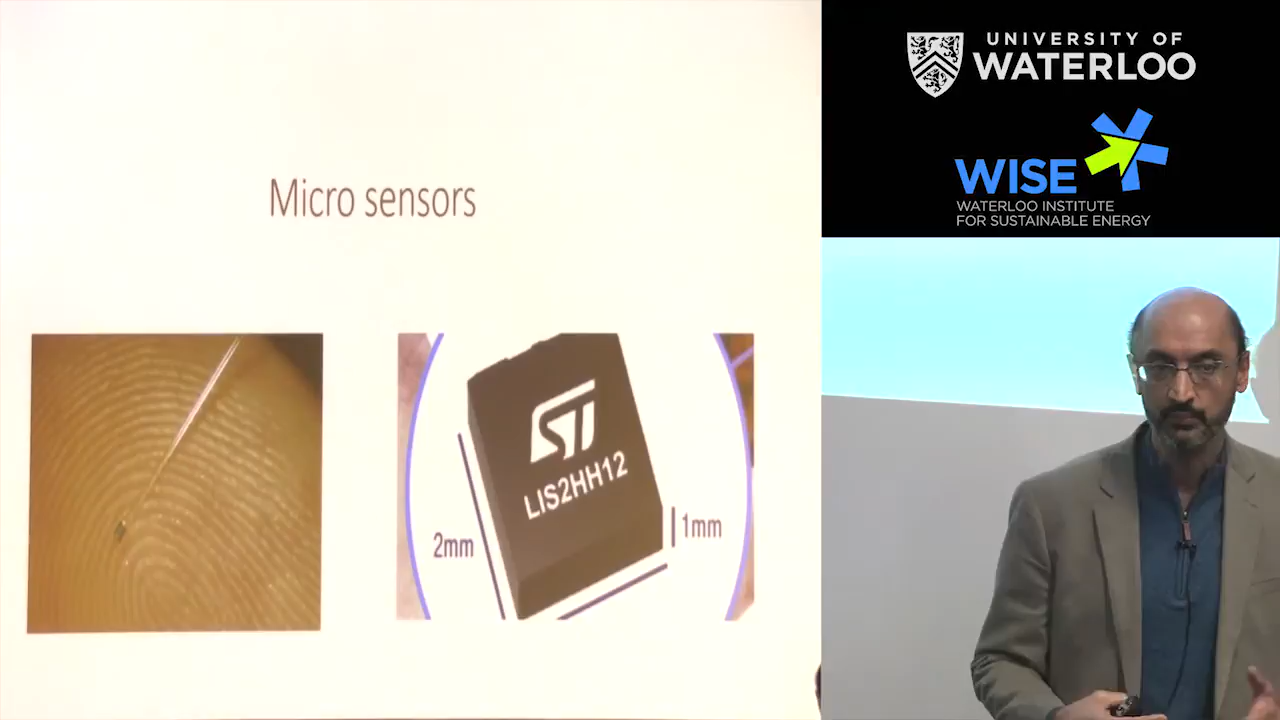 Micro sensors
ST
LIS2HH12
2mm
1mm
UNIVERSITY OF
WATERLOO
WISE
WATERLOO INSTITUTE
FOR SUSTAINABLE ENERGY